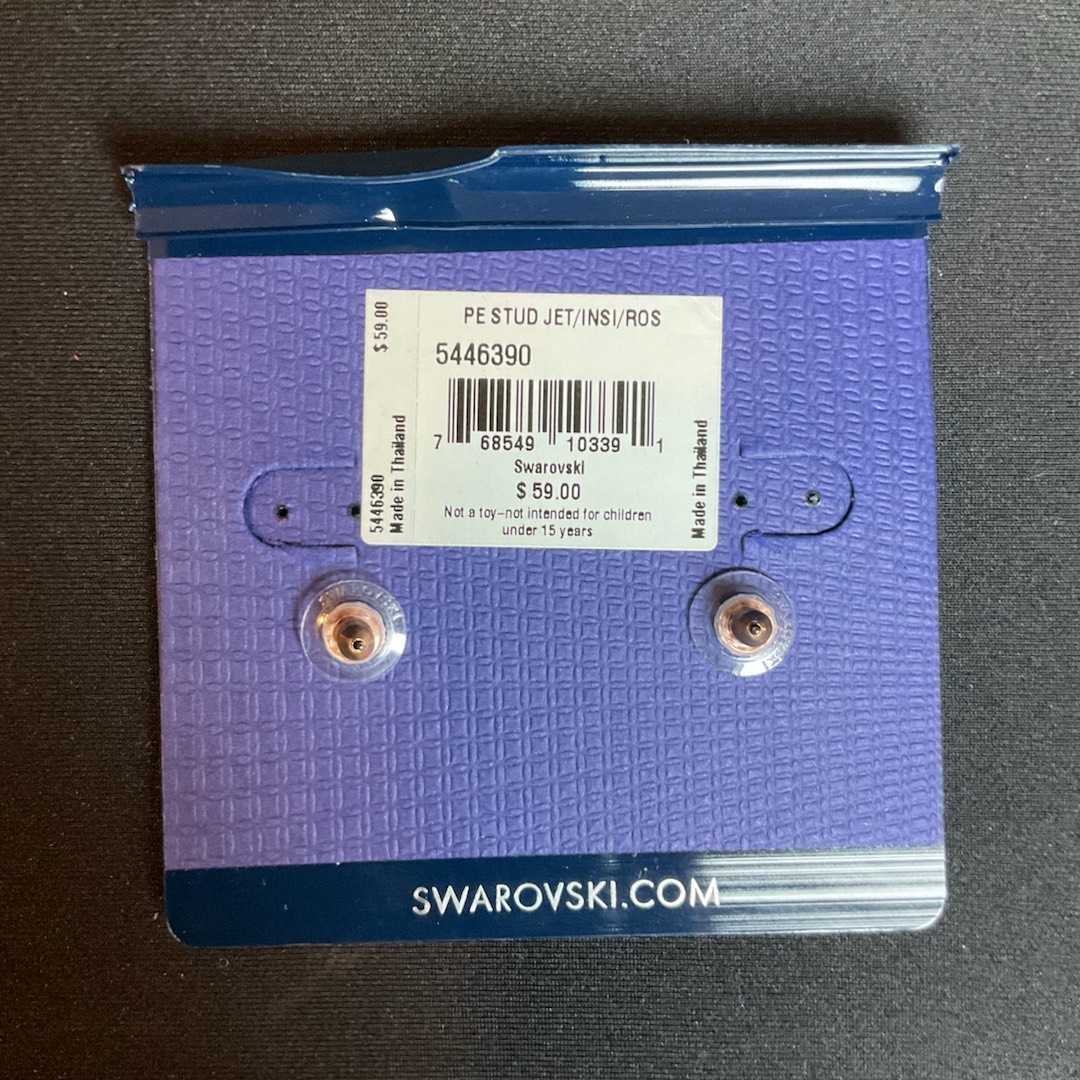 $ 59.00
5446390
Made in Thailand
PE STUD JET/INSI/ROS
5446390
7 68549 10339 1
Swarovski
$ 59.00
Not a toy-not intended for children
under 15 years
Made in Thailand
SWAROVSKI
SWAROVSKI.COM